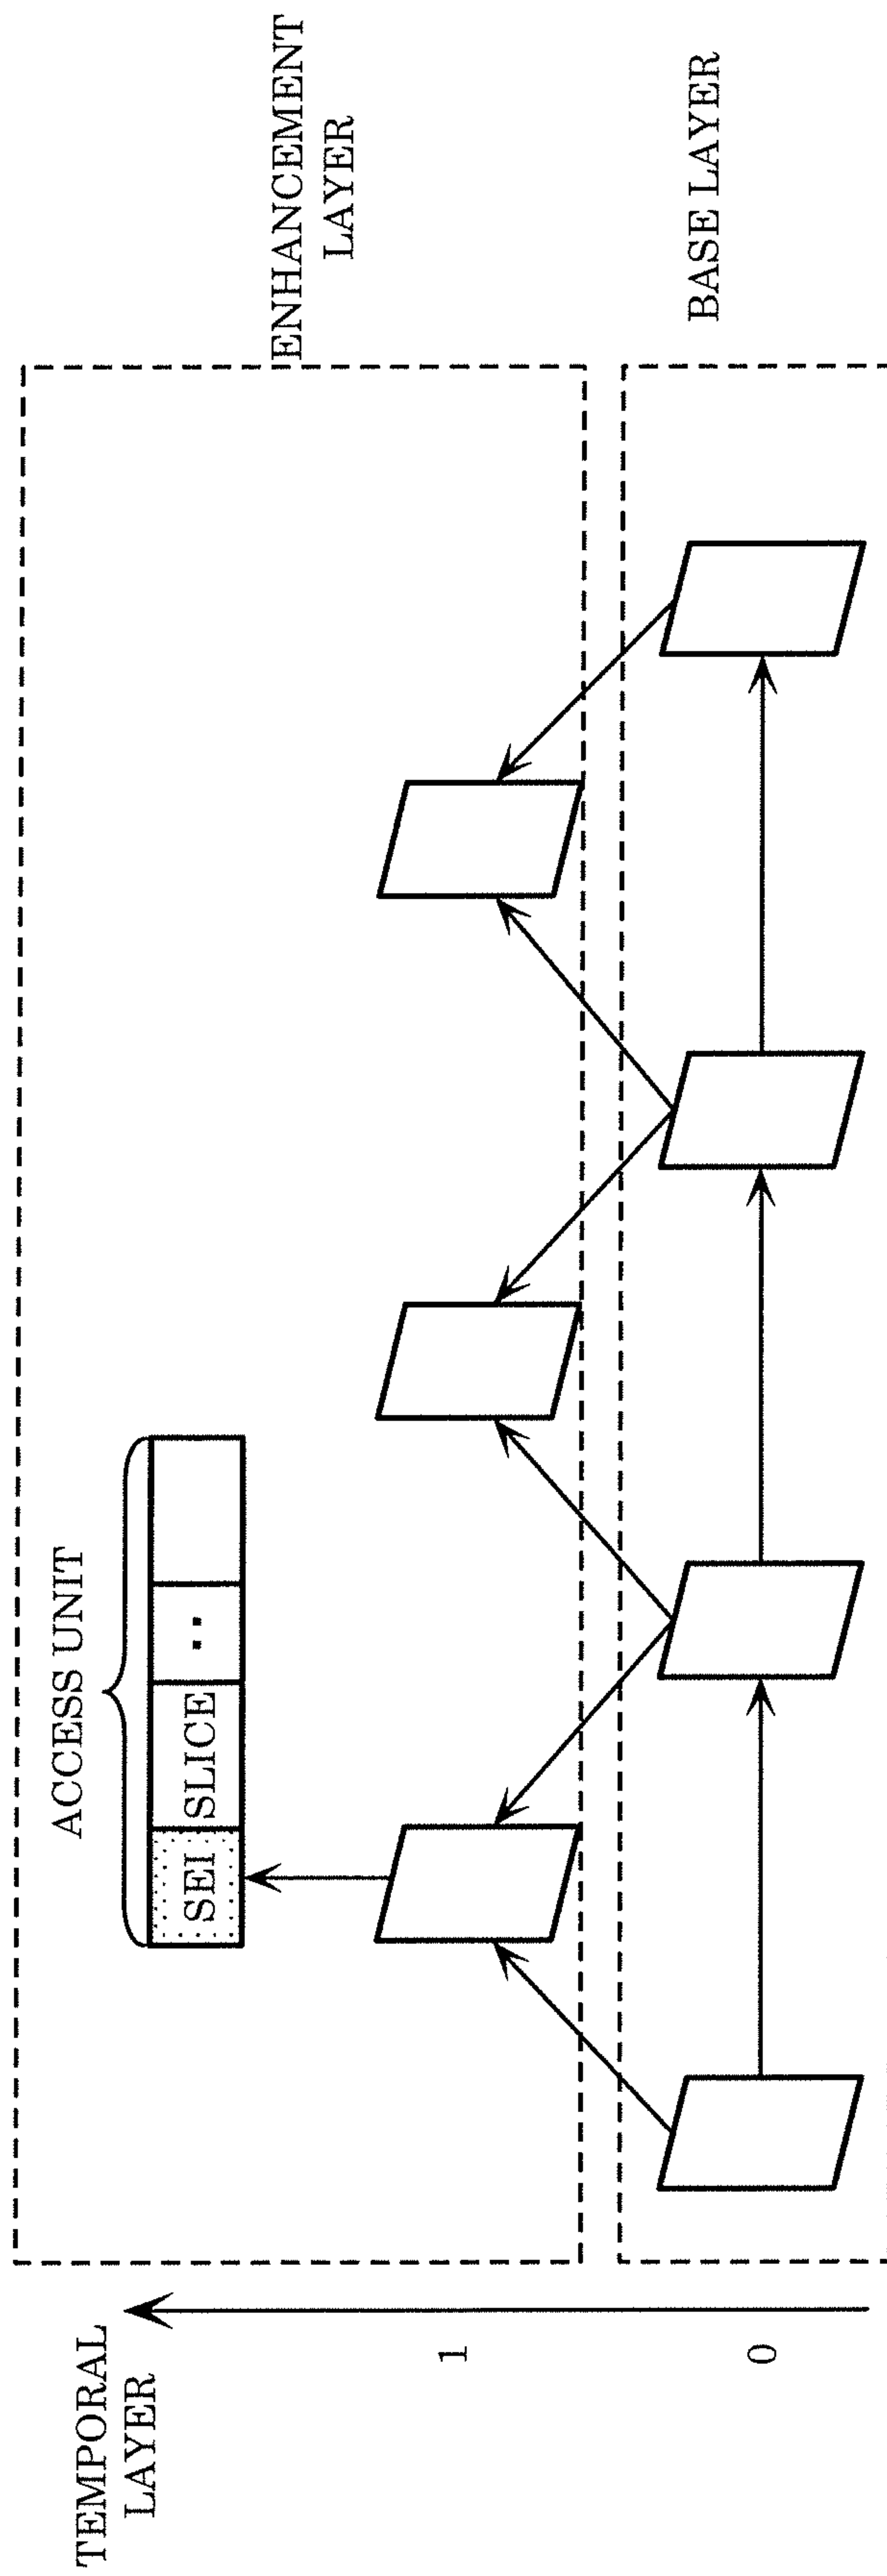 TEMPORAL
LAYER
ACCESS UNIT
SEI
SLICE
..
ENHANCEMENT
LAYER
1
0
BASE LAYER